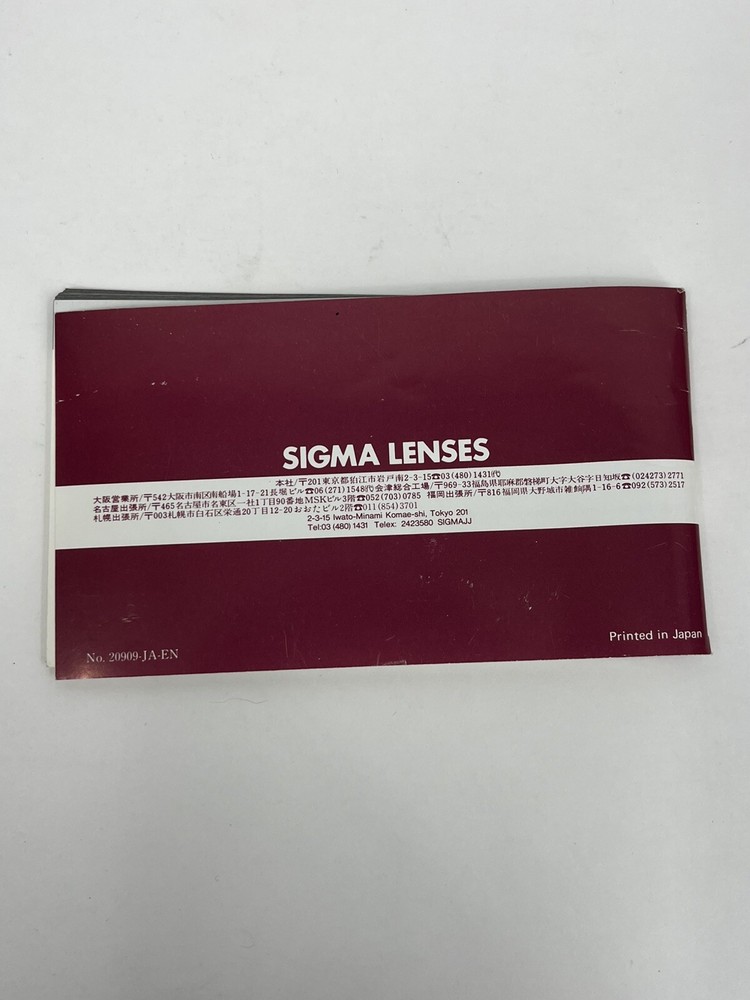 SIGMA LENSES
本社/〒201東京都狛江市岩戸南2-3-15☎03(480)1431代
大阪営業所/〒542大阪市南区南船場1-17-21長堀ビル☎06(271)1548代 会津総合工場/〒969-33福島県耶麻郡磐梯町大字大谷字日知坂☎(024273)2771
名古屋出張所/〒465名古屋市名東区一社1丁目90番地MSKビル3階☎052(703)0785 福岡出張所/〒816福岡県大野城市雑餉隈1-16-6☎092(573)2517
札幌出張所/〒003札幌市白石区栄通20丁目12-20おおたビル2階☎011(854)3701
2-3-15 Iwato-Minami Komae-shi, Tokyo 201
Tel:03(480)1431 Telex: 2423580 SIGMAJJ
Printed in Japan
No. 20909-JA-EN